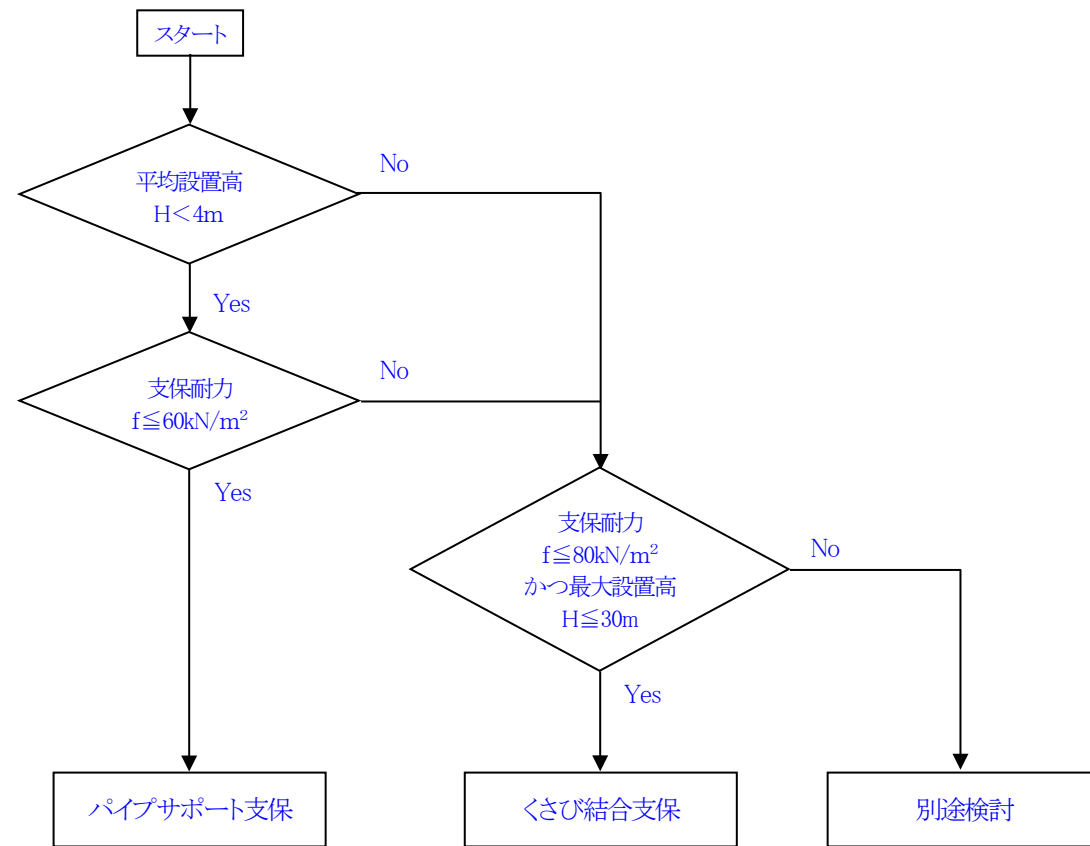 スタート
平均設置高
H＜4m
No
Yes
支保耐力
f≦60kN/m²
No
Yes
支保耐力
f≦80kN/m²
かつ最大設置高
H≦30m
No
Yes
パイプサポート支保
くさび結合支保
別途検討